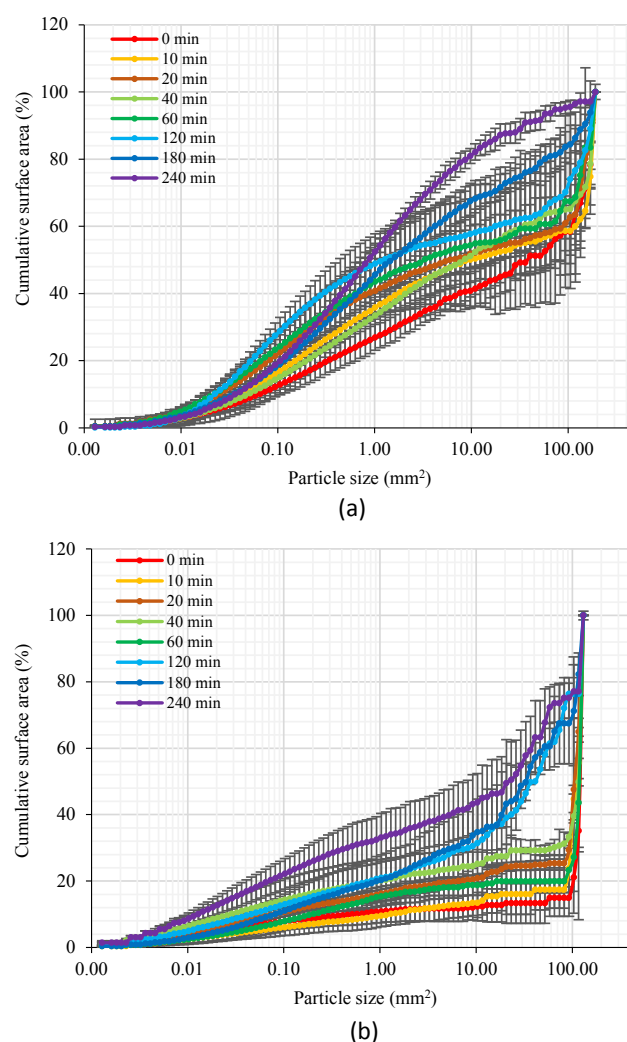 120
100
80
60
40
20
0
Cumulative surface area (%)
0 min
10 min
20 min
40 min
60 min
120 min
180 min
240 min
0.00 0.01 0.10 1.00 10.00 100.00
Particle size (mm²)
(a)
120
100
80
60
40
20
0
Cumulative surface area (%)
0 min
10 min
20 min
40 min
60 min
120 min
180 min
240 min
0.00 0.01 0.10 1.00 10.00 100.00
Particle size (mm²)
(b)